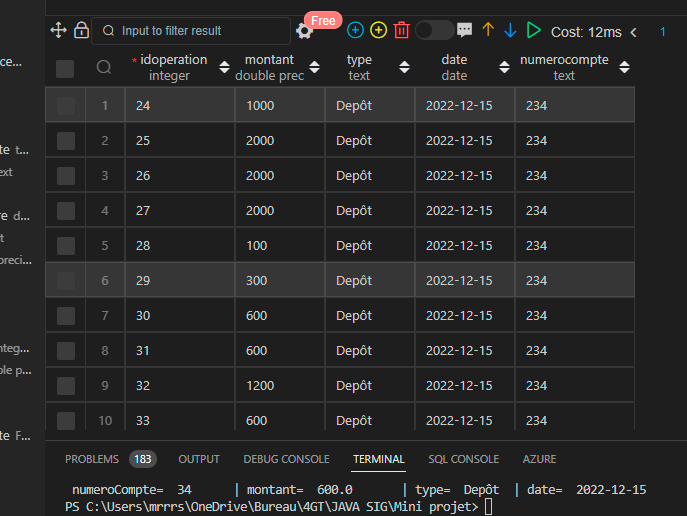 Free
Input to filter result
Cost: 12ms
1
* idoperation montant type date numerocompte
integer double prec text date text
1 24 1000 Depôt 2022-12-15 234
2 25 2000 Depôt 2022-12-15 234
3 26 2000 Depôt 2022-12-15 234
4 27 2000 Depôt 2022-12-15 234
5 28 100 Depôt 2022-12-15 234
6 29 300 Depôt 2022-12-15 234
7 30 600 Depôt 2022-12-15 234
8 31 600 Depôt 2022-12-15 234
9 32 1200 Depôt 2022-12-15 234
10 33 600 Depôt 2022-12-15 234
ce...
te t...
ext
re d...
t
preci...
nteg...
ble p...
te F...
PROBLEMS 183 OUTPUT DEBUG CONSOLE TERMINAL SQL CONSOLE AZURE
numeroCompte= 34 | montant= 600.0 | type= Depôt | date= 2022-12-15
PS C:\Users\mrrrs\OneDrive\Bureau\4GT\JAVA SIG\Mini projet>